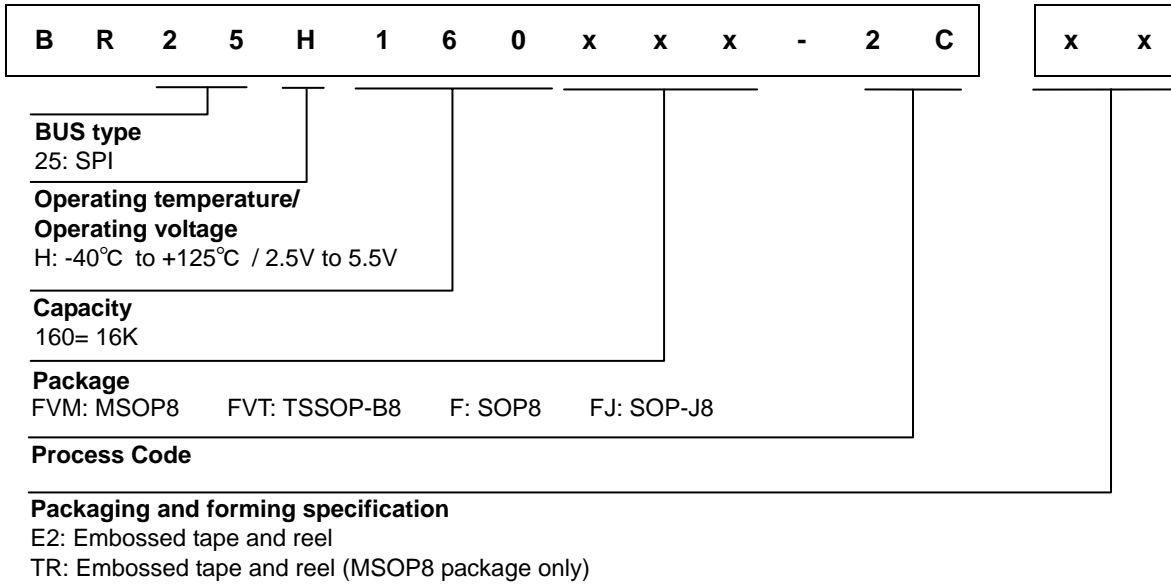 B R 2 5 H 1 6 0 x x x - 2 C x x
BUS type
25: SPI
Operating temperature/
Operating voltage
H: -40℃ to +125℃ / 2.5V to 5.5V
Capacity
160= 16K
Package
FVM: MSOP8 FVT: TSSOP-B8 F: SOP8 FJ: SOP-J8
Process Code
Packaging and forming specification
E2: Embossed tape and reel
TR: Embossed tape and reel (MSOP8 package only)